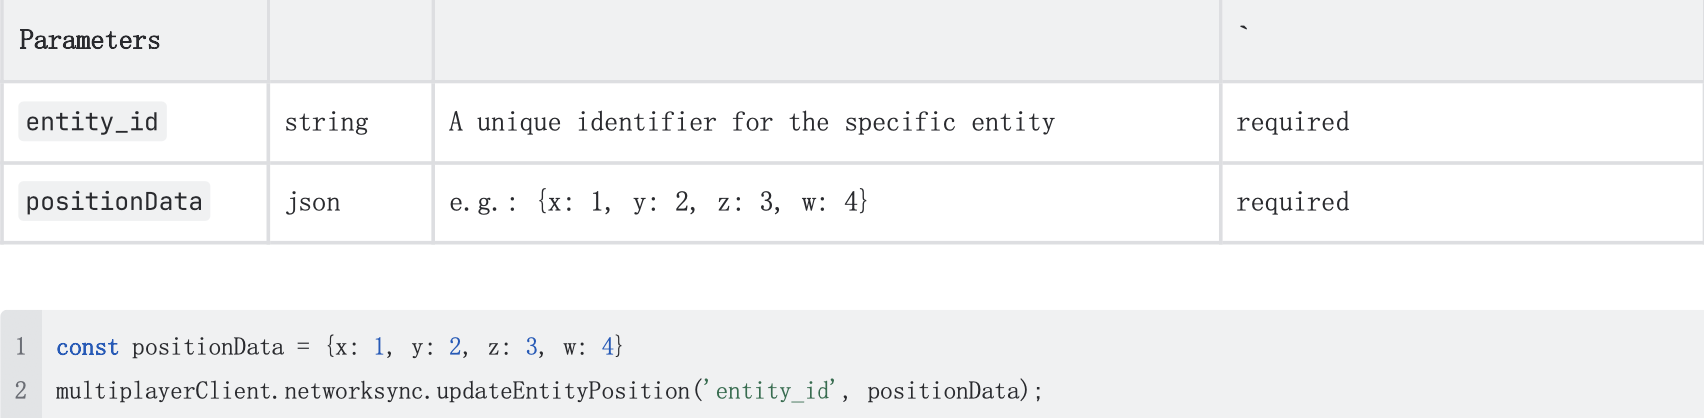 Parameters `
entity_id string A unique identifier for the specific entity required
positionData json e.g.: {x: 1, y: 2, z: 3, w: 4} required
1 const positionData = {x: 1, y: 2, z: 3, w: 4}
2 multiplayerClient.networksync.updateEntityPosition('entity_id', positionData);